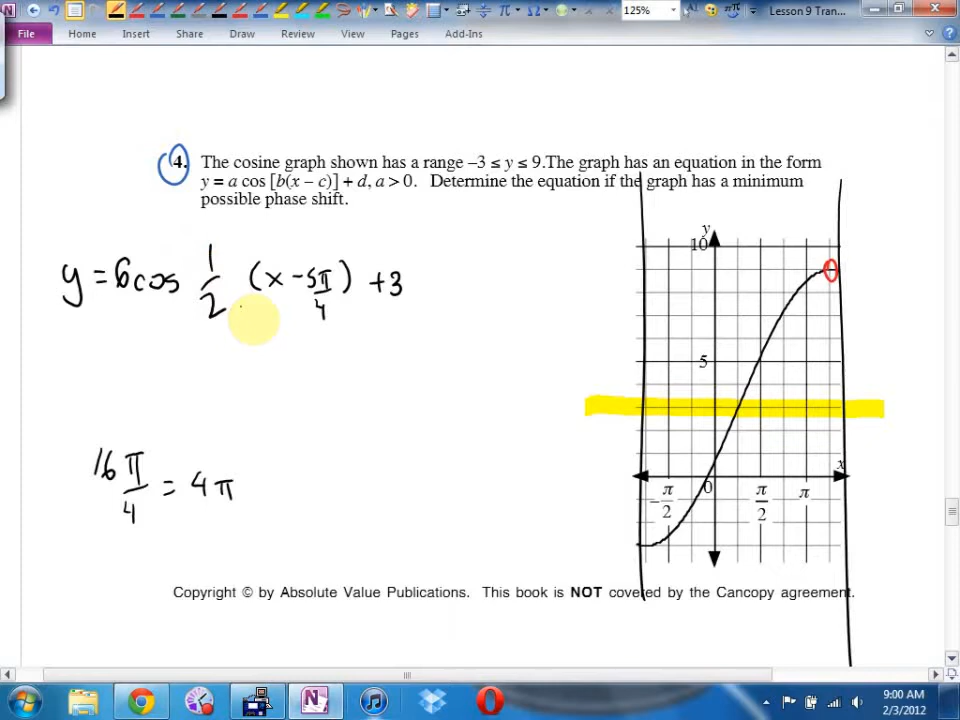 125%
Lesson 9 Tran...
File Home Insert Share Draw Review View Pages Add-Ins
4. The cosine graph shown has a range –3 ≤ y ≤ 9.The graph has an equation in the form
y = a cos [b(x – c)] + d, a > 0. Determine the equation if the graph has a minimum
possible phase shift.
y = 6cos 1/2 (x - 5π/4) + 3
y
10
5
x
0
-π/2
π/2
π
16π/4 = 4π
Copyright © by Absolute Value Publications. This book is NOT covered by the Cancopy agreement.
9:00 AM
2/3/2012